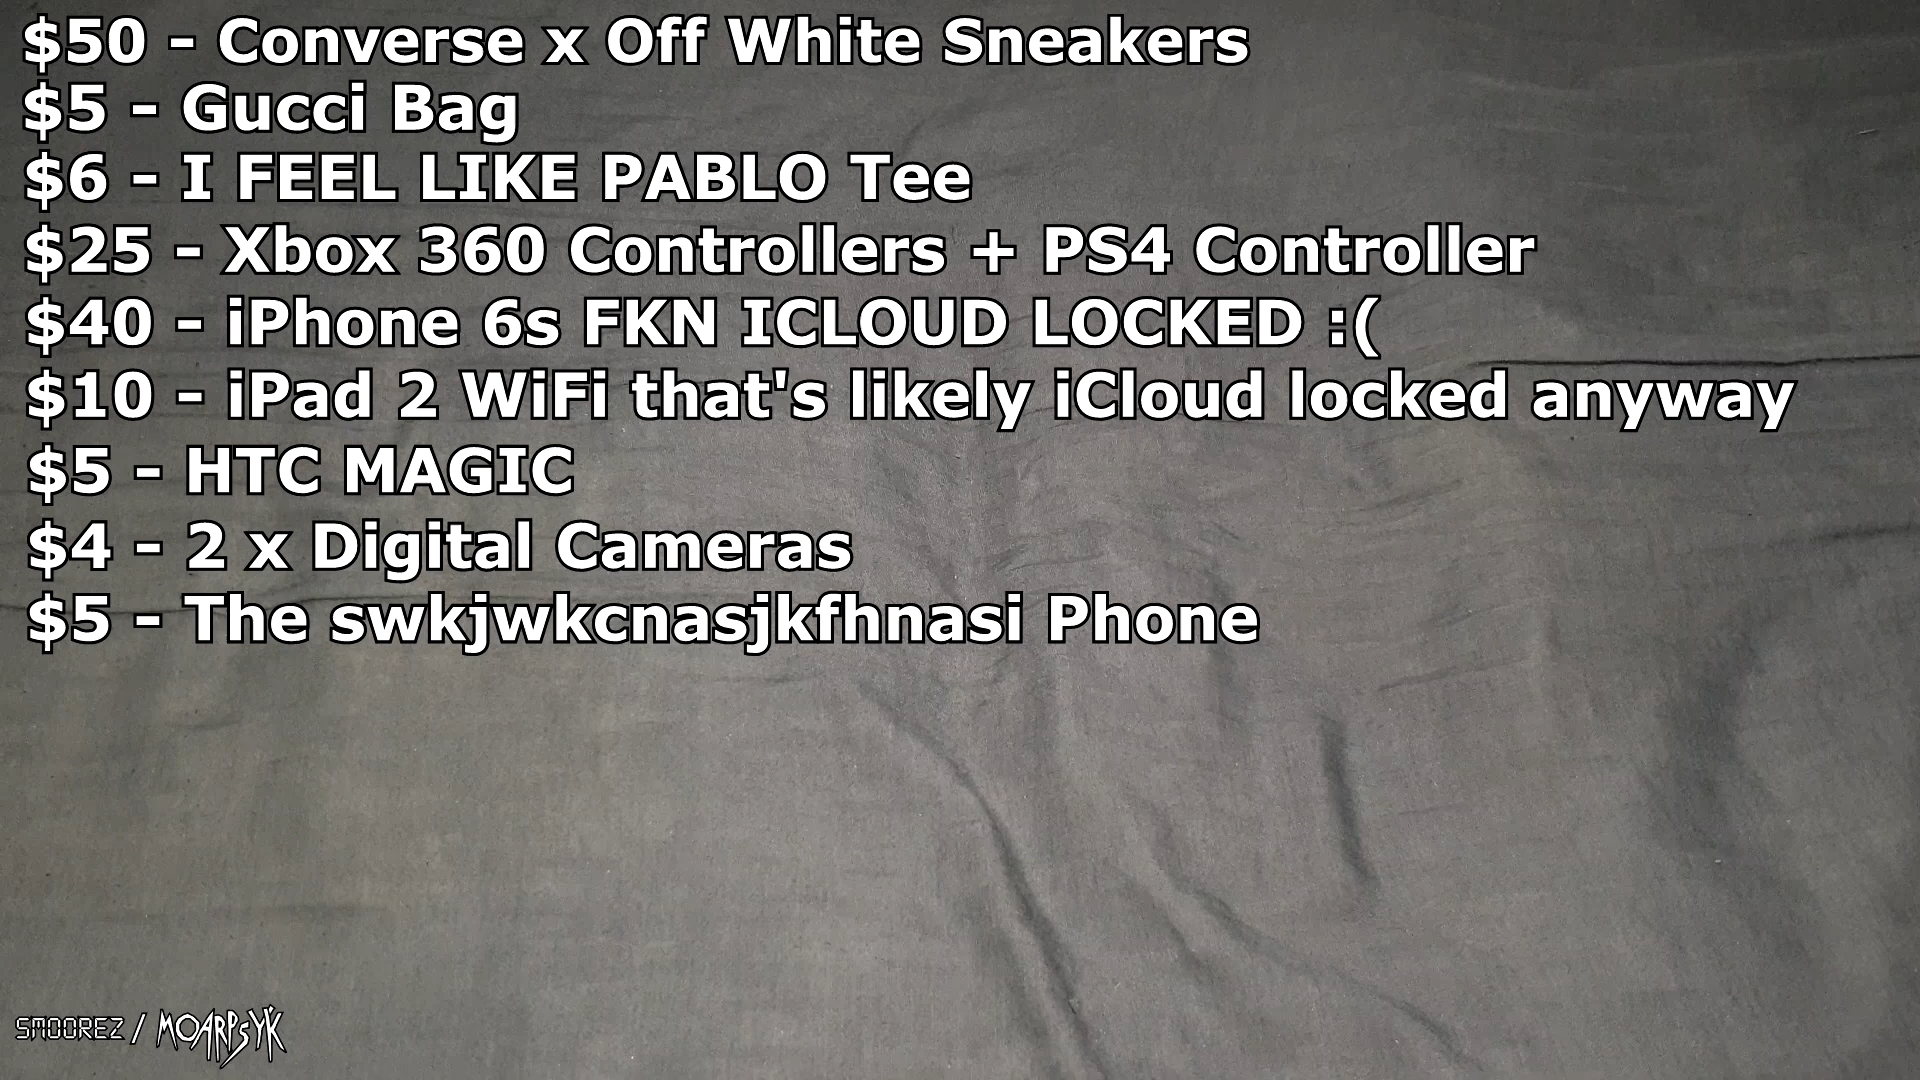 $50 - Converse x Off White Sneakers
$5 - Gucci Bag
$6 - I FEEL LIKE PABLO Tee
$25 - Xbox 360 Controllers + PS4 Controller
$40 - iPhone 6s FKN ICLOUD LOCKED :(
$10 - iPad 2 WiFi that's likely iCloud locked anyway
$5 - HTC MAGIC
$4 - 2 x Digital Cameras
$5 - The swkjwkcnasjkfhnasi Phone
SMOOREZ / MOARPSYK